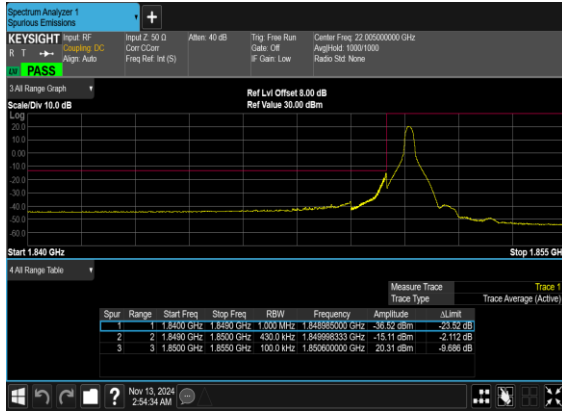 Spectrum Analyzer 1
Spurious Emissions
KEYSIGHT Input: RF Input Z: 50 Ω Atten: 40 dB Trig: Free Run Center Freq: 22.005000000 GHz
R T Coupling: DC Corr CCorr Gate: Off Avg|Hold: 1000/1000
Align: Auto Freq Ref: Int (S) IF Gain: Low Radio Std: None
PASS
3 All Range Graph
Ref Lvl Offset 8.00 dB
Scale/Div 10.0 dB Ref Value 30.00 dBm
Log
20.0
10.0
0.00
-10.0
-20.0
-30.0
-40.0
-50.0
-60.0
Start 1.840 GHz Stop 1.855 GH
4 All Range Table
Measure Trace Trace 1
Trace Type Trace Average (Active)
Spur Range Start Freq Stop Freq RBW Frequency Amplitude ΔLimit
1 1 1.8400 GHz 1.8490 GHz 1.000 MHz 1.848985000 GHz -36.52 dBm -23.52 dB
2 2 1.8490 GHz 1.8500 GHz 430.0 kHz 1.849998333 GHz -15.11 dBm -2.112 dB
3 3 1.8500 GHz 1.8550 GHz 100.0 kHz 1.850600000 GHz 20.31 dBm -9.686 dB
Nov 13, 2024
2:54:34 AM